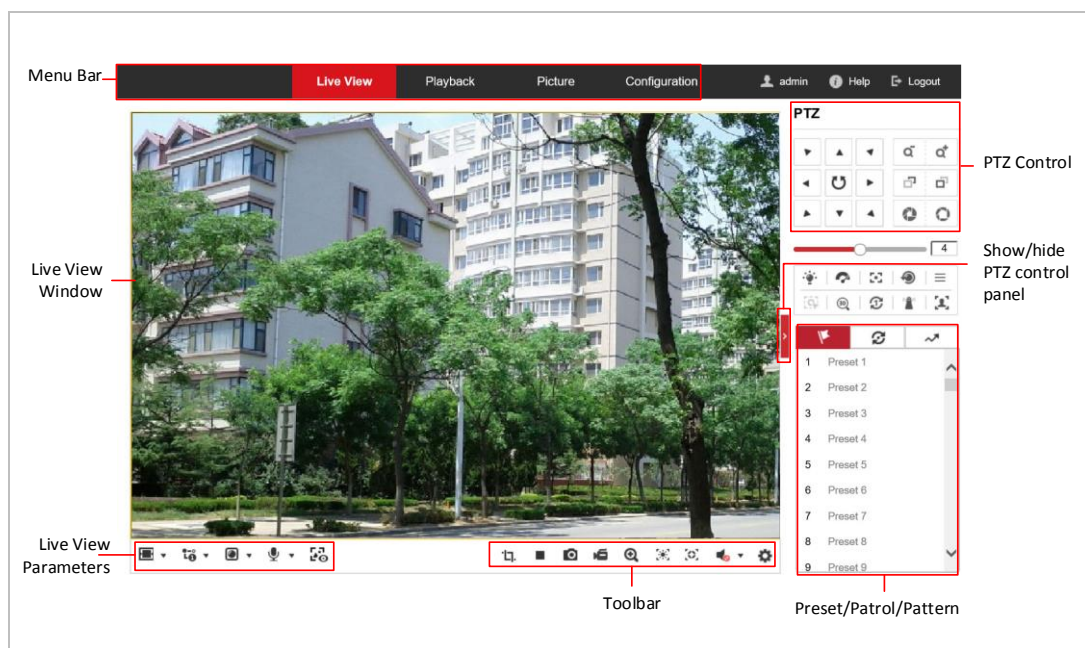 Menu Bar
Live View Playback Picture Configuration admin Help Logout
PTZ
PTZ Control
4
Show/hide
PTZ control
panel
Live View
Window
1 Preset 1
2 Preset 2
3 Preset 3
4 Preset 4
5 Preset 5
6 Preset 6
7 Preset 7
8 Preset 8
9 Preset 9
Live View
Parameters
Toolbar
Preset/Patrol/Pattern